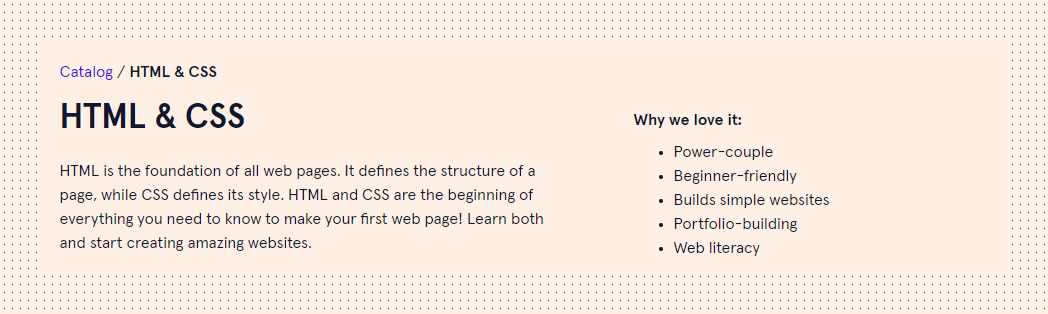 Catalog / HTML & CSS
HTML & CSS
HTML is the foundation of all web pages. It defines the structure of a
page, while CSS defines its style. HTML and CSS are the beginning of
everything you need to know to make your first web page! Learn both
and start creating amazing websites.
Why we love it:
• Power-couple
• Beginner-friendly
• Builds simple websites
• Portfolio-building
• Web literacy